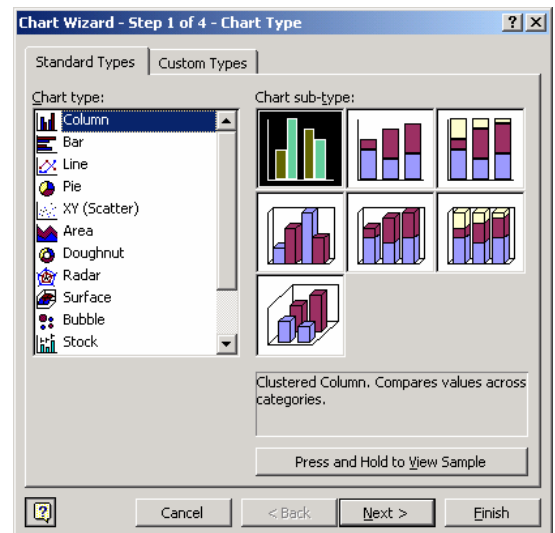 Chart Wizard - Step 1 of 4 - Chart Type
Standard Types
Custom Types
Chart type:
Chart sub-type:
Column
Bar
Line
Pie
XY (Scatter)
Area
Doughnut
Radar
Surface
Bubble
Stock
Clustered Column. Compares values across
categories.
Press and Hold to View Sample
Cancel
< Back
Next >
Finish